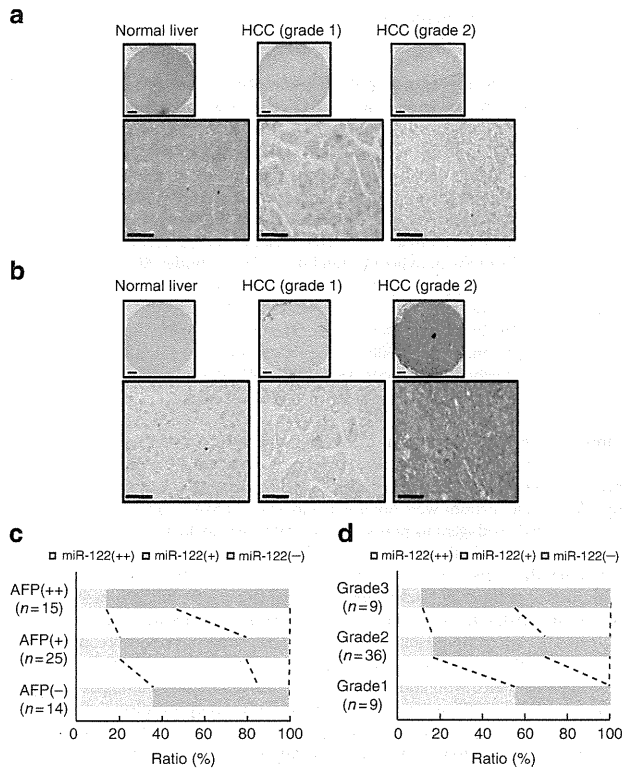 a
Normal liver
HCC (grade 1)
HCC (grade 2)
b
Normal liver
HCC (grade 1)
HCC (grade 2)
c
miR-122(++) miR-122(+) miR-122(−)
AFP(++)
(n=15)
AFP(+)
(n=25)
AFP(−)
(n=14)
0 20 40 60 80 100
Ratio (%)
d
miR-122(++) miR-122(+) miR-122(−)
Grade3
(n=9)
Grade2
(n=36)
Grade1
(n=9)
0 20 40 60 80 100
Ratio (%)